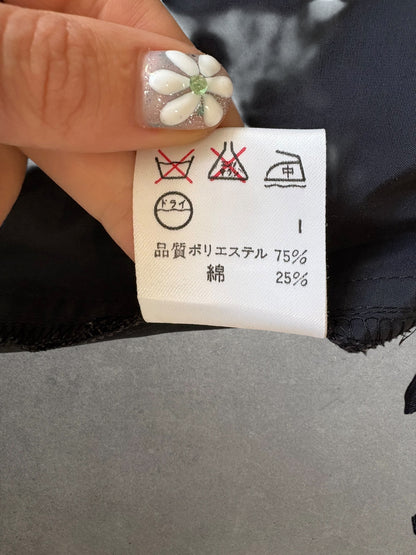 中
ドライ
1
品質 ポリエステル 75%
綿 25%